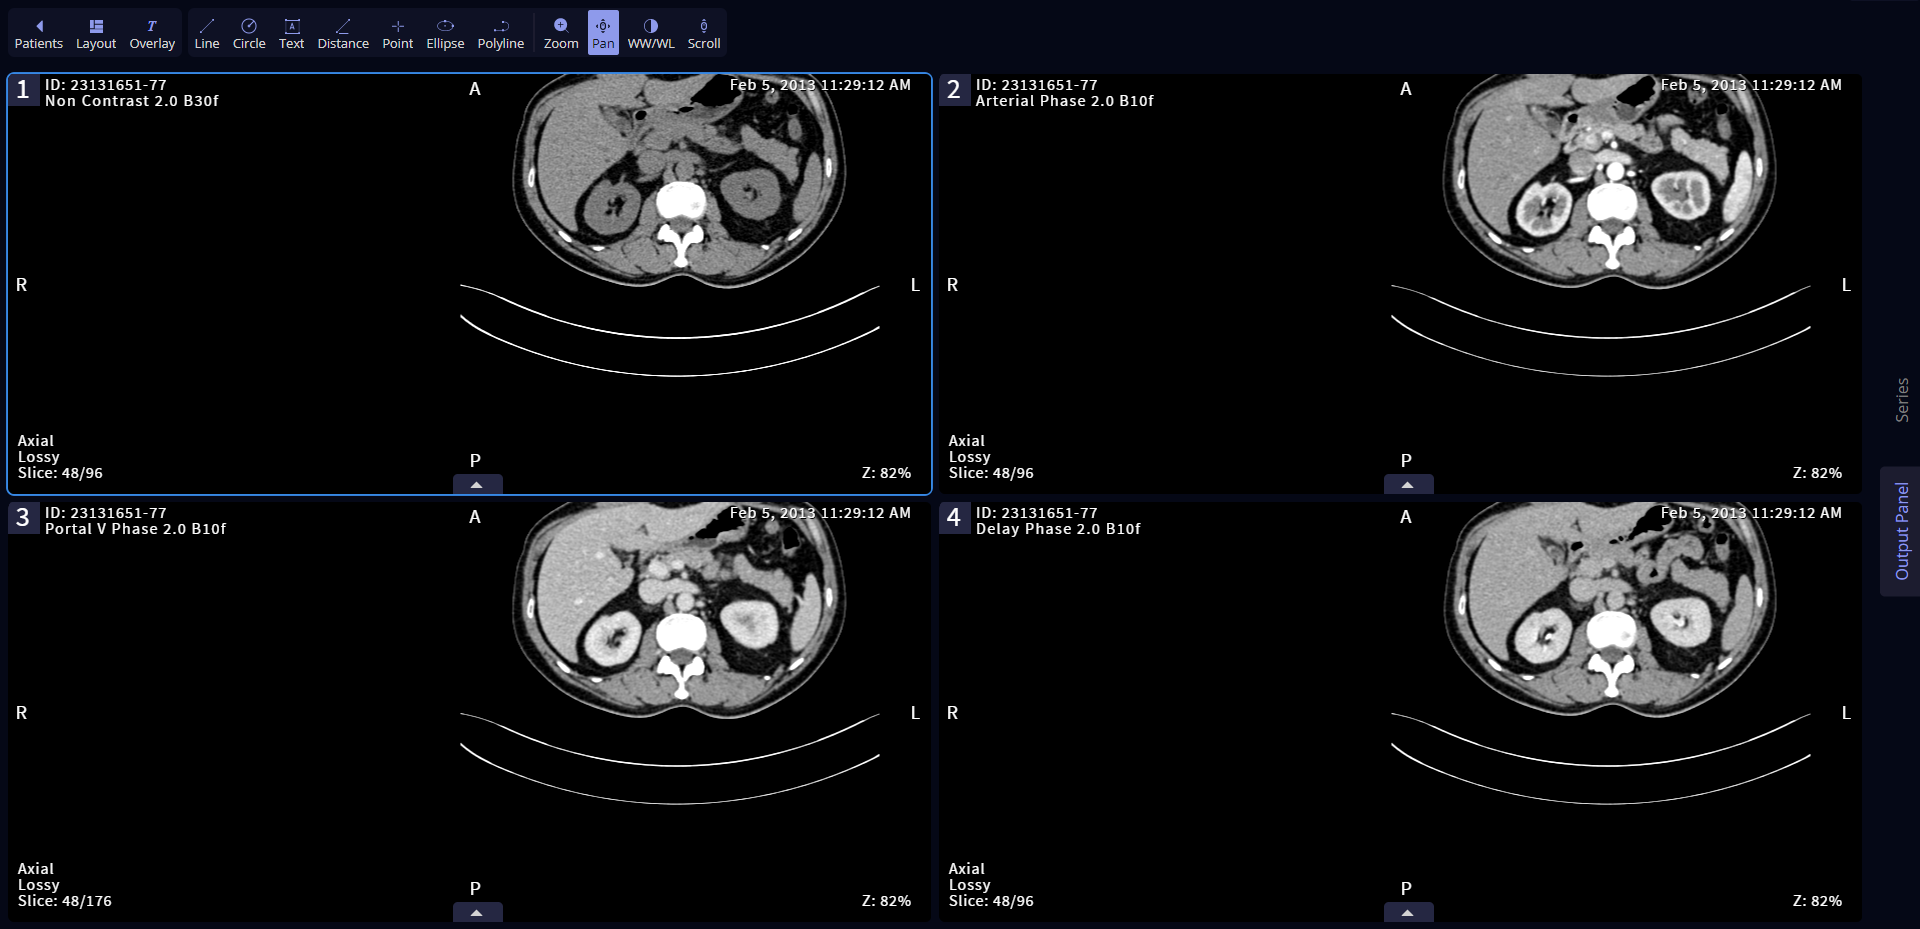 Patients Layout Overlay Line Circle Text Distance Point Ellipse Polyline Zoom Pan WW/WL Scroll
1
ID: 23131651-77
Non Contrast 2.0 B30f
A
Feb 5, 2013 11:29:12 AM
R
L
Axial
Lossy
Slice: 48/96
P
Z: 82%
2
ID: 23131651-77
Arterial Phase 2.0 B10f
A
Feb 5, 2013 11:29:12 AM
R
L
Axial
Lossy
Slice: 48/96
P
Z: 82%
3
ID: 23131651-77
Portal V Phase 2.0 B10f
A
Feb 5, 2013 11:29:12 AM
R
L
Axial
Lossy
Slice: 48/176
P
Z: 82%
4
ID: 23131651-77
Delay Phase 2.0 B10f
A
Feb 5, 2013 11:29:12 AM
R
L
Axial
Lossy
Slice: 48/96
P
Z: 82%
Series
Output Panel